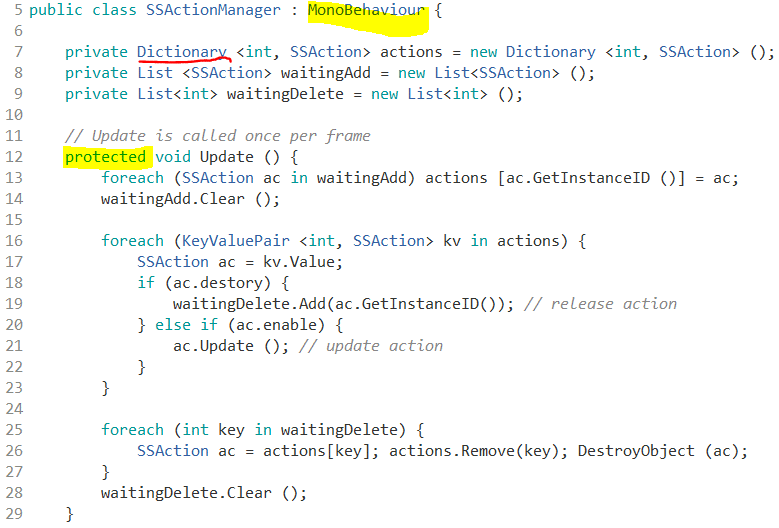 5 public class SSActionManager : MonoBehaviour {
6
7     private Dictionary <int, SSAction> actions = new Dictionary <int, SSAction> ();
8     private List <SSAction> waitingAdd = new List<SSAction> ();
9     private List<int> waitingDelete = new List<int> ();
10
11     // Update is called once per frame
12     protected void Update () {
13         foreach (SSAction ac in waitingAdd) actions [ac.GetInstanceID ()] = ac;
14         waitingAdd.Clear ();
15
16         foreach (KeyValuePair <int, SSAction> kv in actions) {
17             SSAction ac = kv.Value;
18             if (ac.destory) {
19                 waitingDelete.Add(ac.GetInstanceID()); // release action
20             } else if (ac.enable) {
21                 ac.Update (); // update action
22             }
23         }
24
25         foreach (int key in waitingDelete) {
26             SSAction ac = actions[key]; actions.Remove(key); DestroyObject (ac);
27         }
28         waitingDelete.Clear ();
29     }